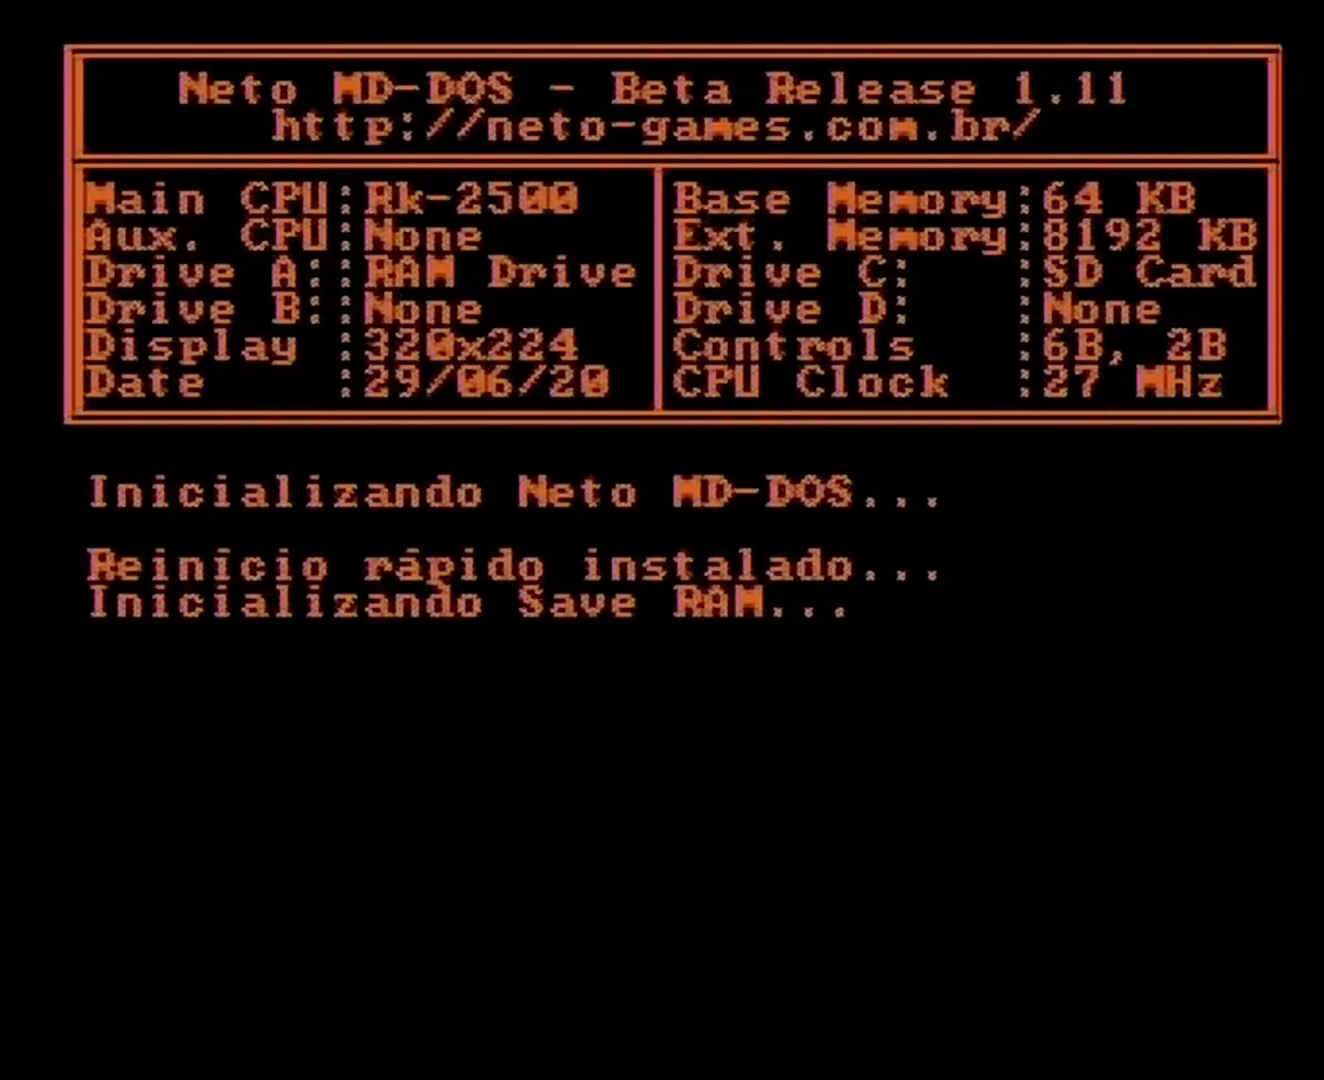 Neto MD-DOS - Beta Release 1.11
http://neto-games.com.br/
Main CPU:Rk-2500 Base Memory:64 KB
Aux. CPU:None Ext. Memory:8192 KB
Drive A::RAM Drive Drive C: :SD Card
Drive B::None Drive D: :None
Display :320x224 Controls :6B, 2B
Date :29/06/20 CPU Clock :27 MHz
Inicializando Neto MD-DOS...
Reinício rápido instalado...
Inicializando Save RAM...